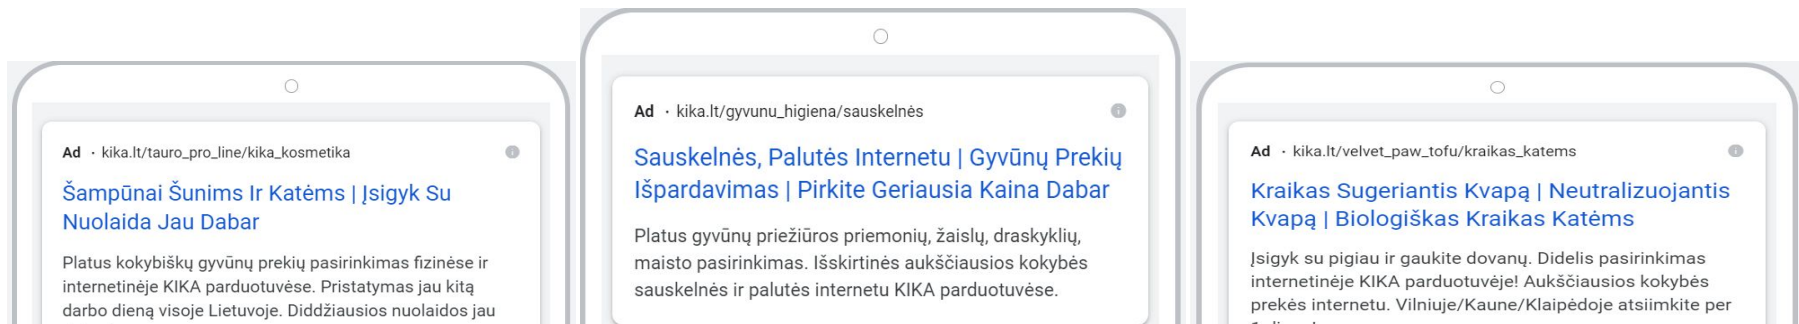 Ad · kika.lt/tauro_pro_line/kika_kosmetika
Šampūnai Šunims Ir Katėms | Įsigyk Su
Nuolaida Jau Dabar
Platus kokybiškų gyvūnų prekių pasirinkimas fizinėse ir
internetinėje KIKA parduotuvėse. Pristatymas jau kitą
darbo dieną visoje Lietuvoje. Diddžiausios nuolaidos jau
Ad · kika.lt/gyvunu_higiena/sauskelnės
Sauskelnės, Palutės Internetu | Gyvūnų Prekių
Išpardavimas | Pirkite Geriausia Kaina Dabar
Platus gyvūnų priežiūros priemonių, žaislų, draskyklių,
maisto pasirinkimas. Išskirtinės aukščiausios kokybės
sauskelnės ir palutės internetu KIKA parduotuvėse.
Ad · kika.lt/velvet_paw_tofu/kraikas_katems
Kraikas Sugeriantis Kvapą | Neutralizuojantis
Kvapą | Biologiškas Kraikas Katėms
Įsigyk su pigiau ir gaukite dovanų. Didelis pasirinkimas
internetinėje KIKA parduotuvėje! Aukščiausios kokybės
prekės internetu. Vilniuje/Kaune/Klaipėdoje atsiimkite per